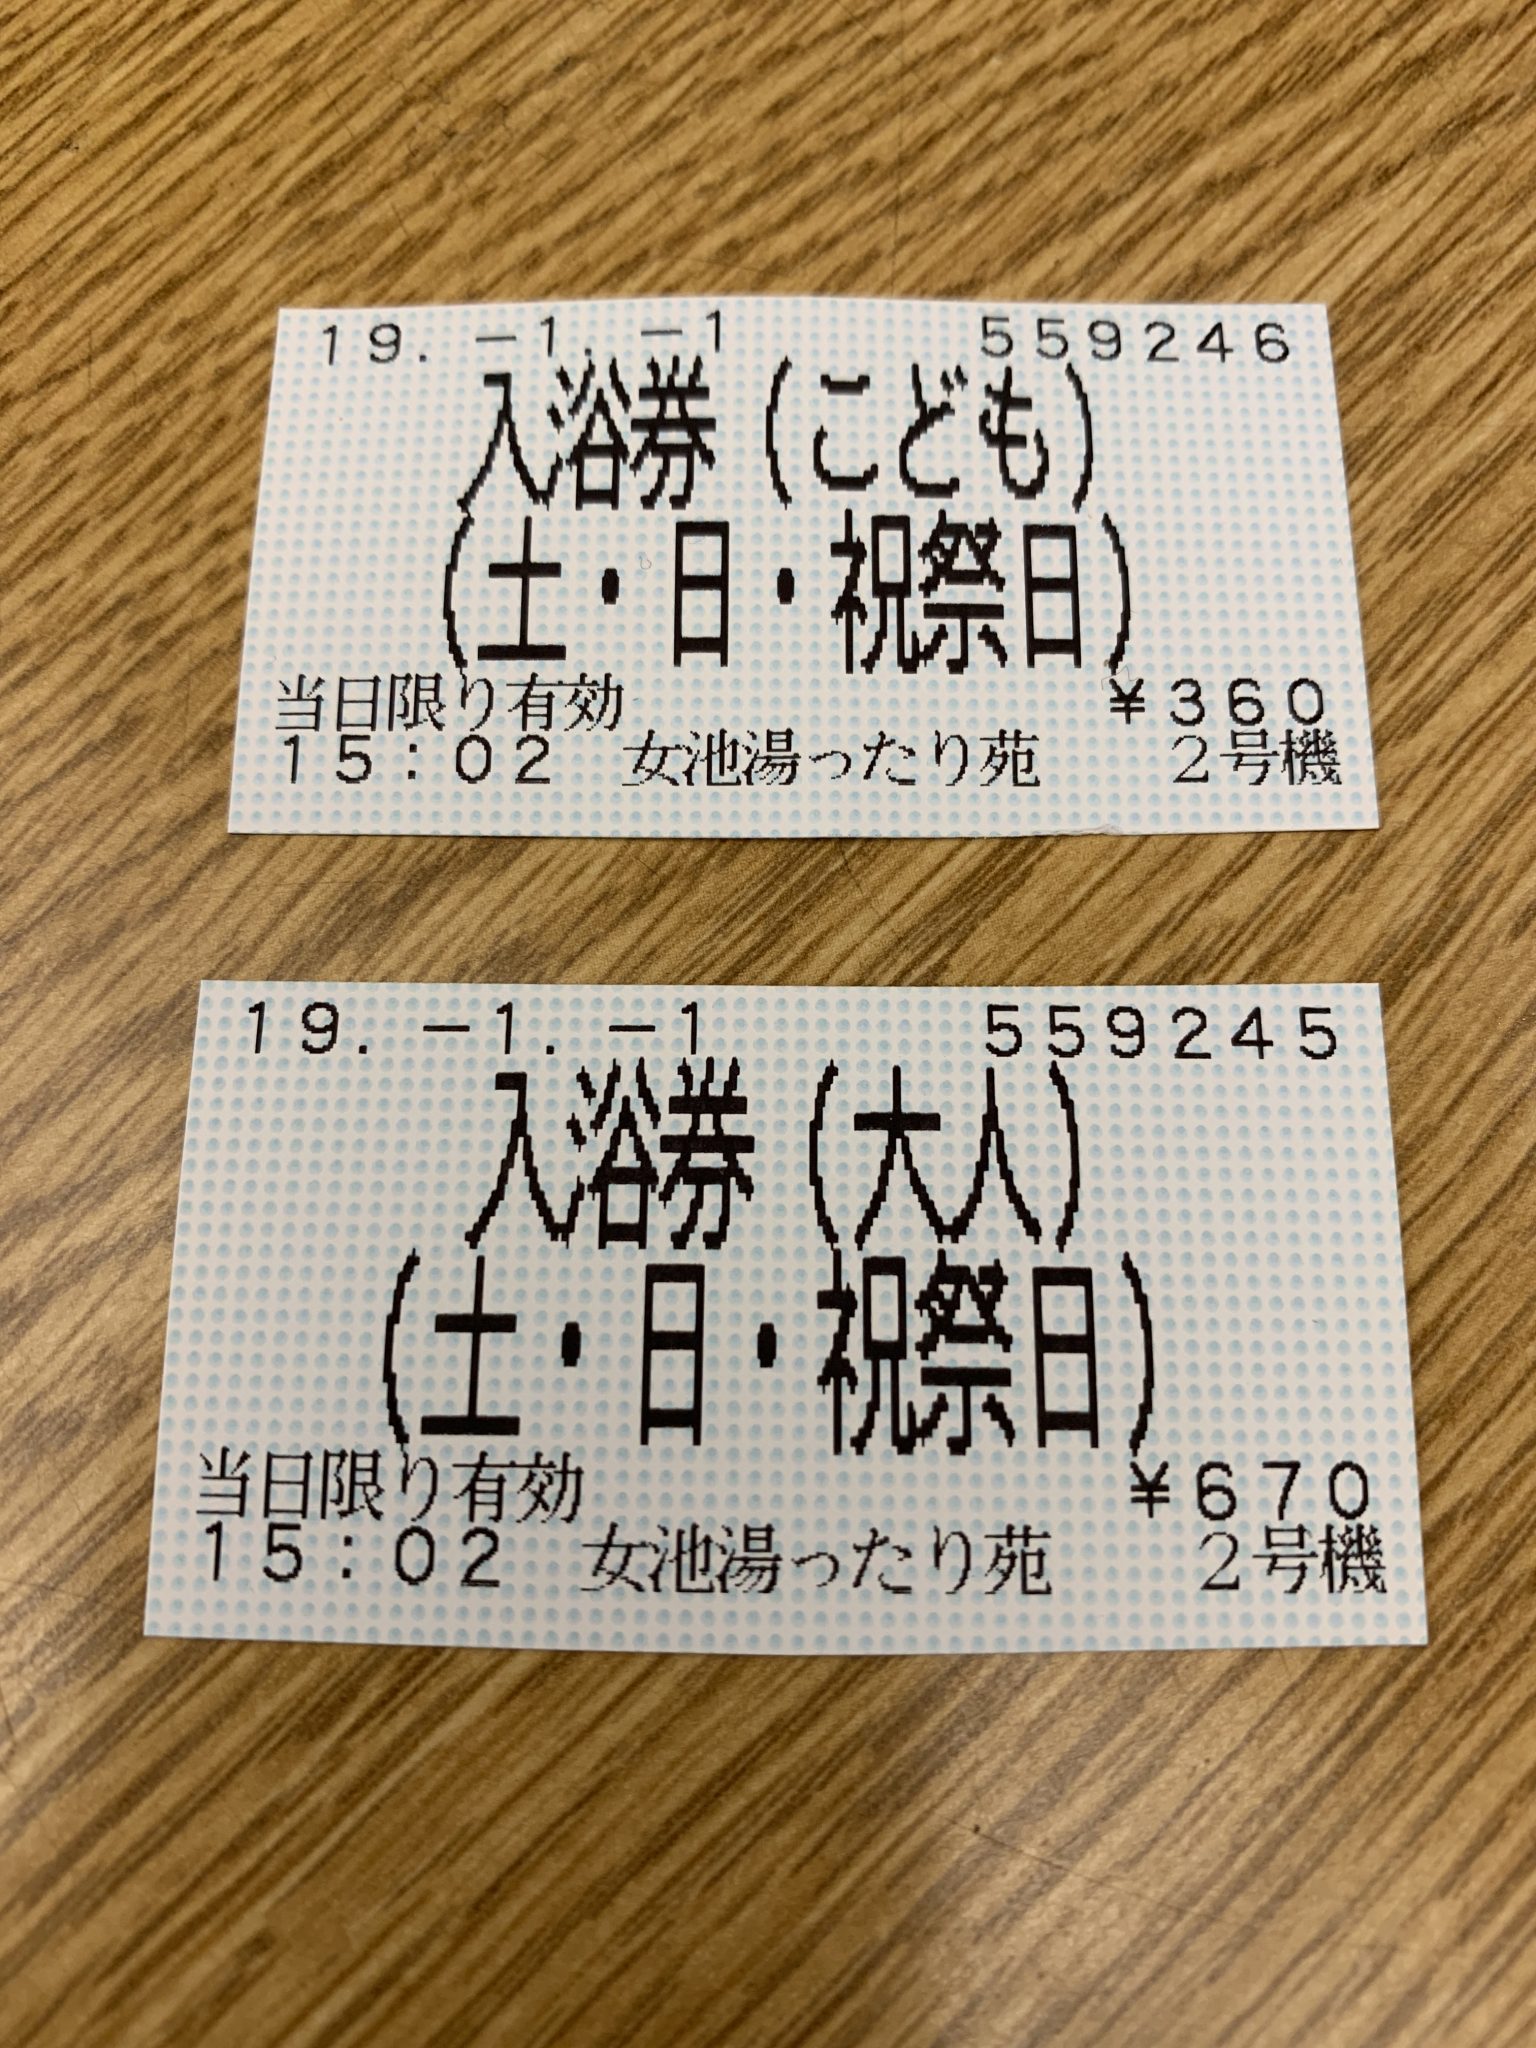 19. -1. -1 559246
入浴券(こども)
(土・日・祝祭日)
当日限り有効 ¥360
15:02 女池湯ったり苑 2号機
19. -1. -1 559245
入浴券(大人)
(土・日・祝祭日)
当日限り有効 ¥670
15:02 女池湯ったり苑 2号機